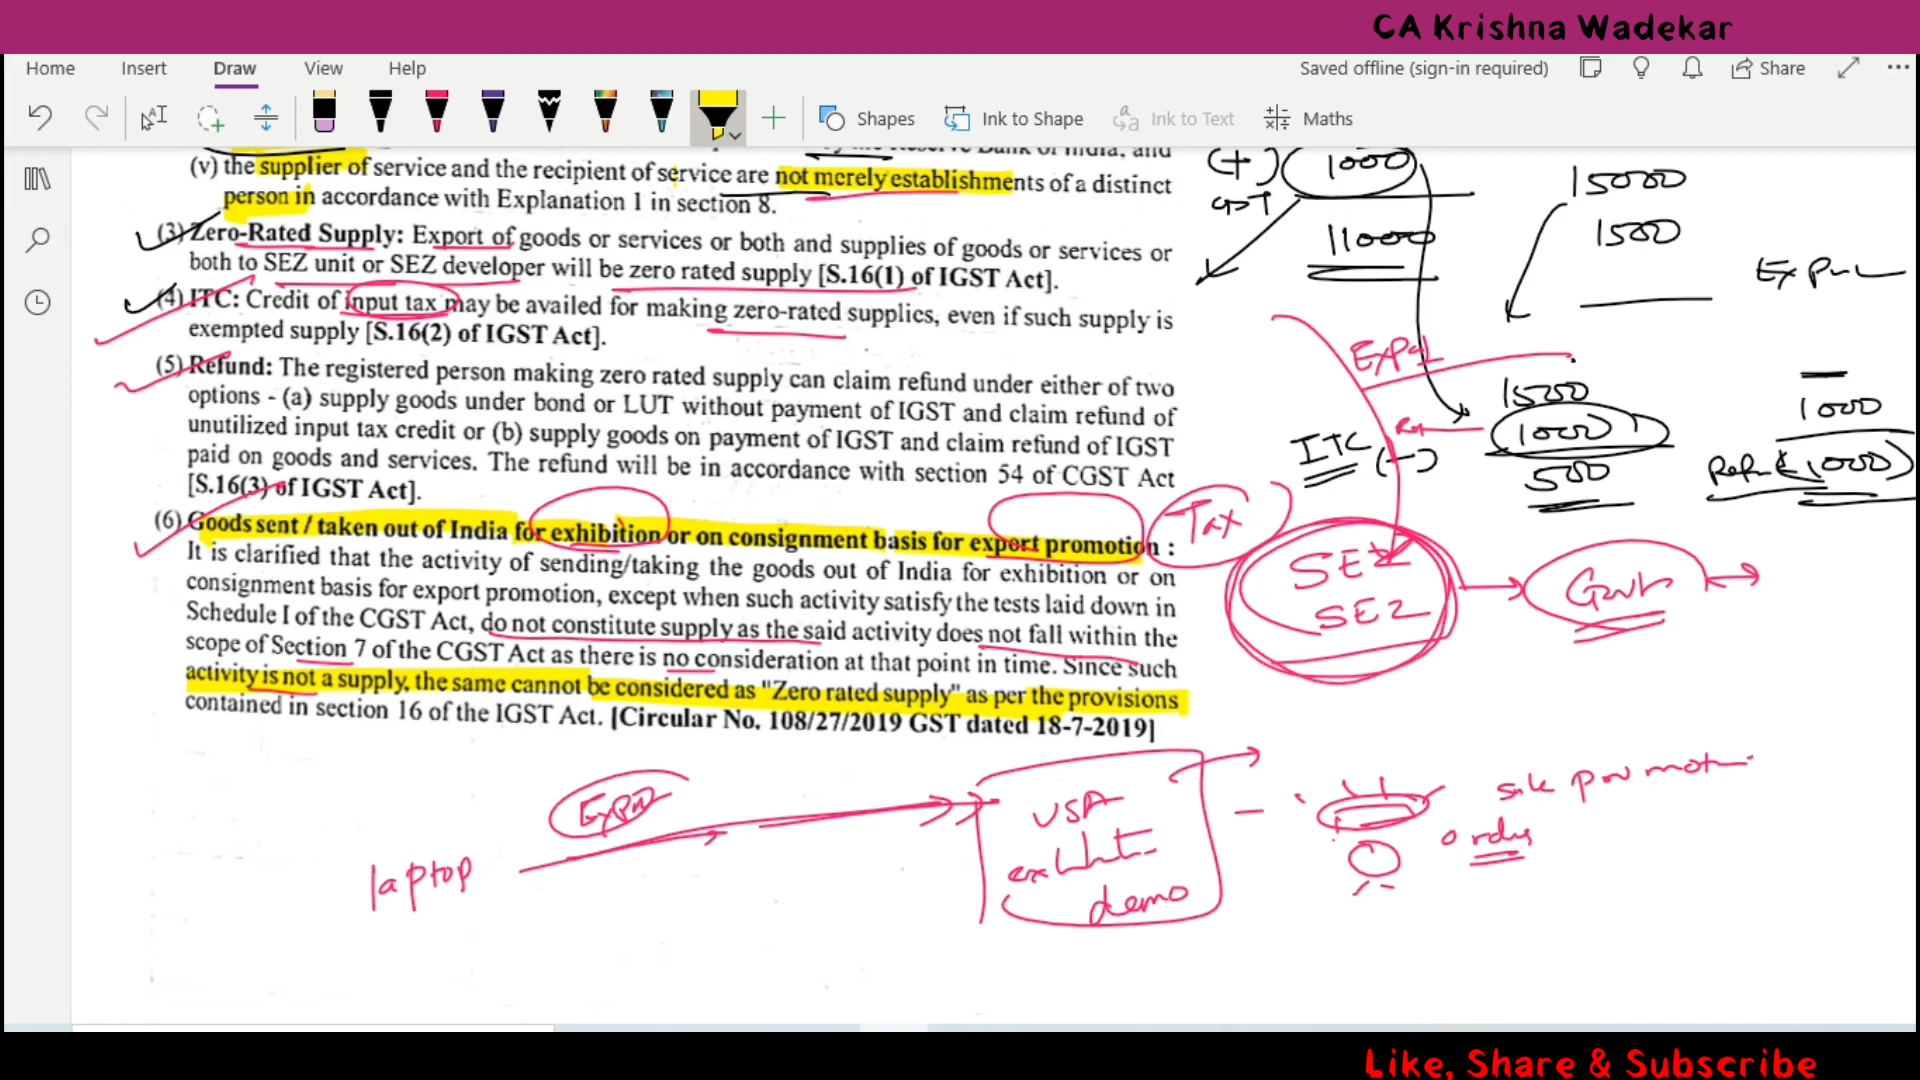 CA Krishna Wadekar
Home Insert Draw View Help Saved offline (sign-in required) Share
Shapes Ink to Shape Ink to Text Maths
by the Reserve Bank of India, and
(v) the supplier of service and the recipient of service are not merely establishments of a distinct
person in accordance with Explanation 1 in section 8.
(3) Zero-Rated Supply: Export of goods or services or both and supplies of goods or services or
both to SEZ unit or SEZ developer will be zero rated supply [S.16(1) of IGST Act].
(4) ITC: Credit of input tax may be availed for making zero-rated supplies, even if such supply is
exempted supply [S.16(2) of IGST Act].
(5) Refund: The registered person making zero rated supply can claim refund under either of two
options - (a) supply goods under bond or LUT without payment of IGST and claim refund of
unutilized input tax credit or (b) supply goods on payment of IGST and claim refund of IGST
paid on goods and services. The refund will be in accordance with section 54 of CGST Act
[S.16(3) of IGST Act].
(6) Goods sent / taken out of India for exhibition or on consignment basis for export promotion :
It is clarified that the activity of sending/taking the goods out of India for exhibition or on
consignment basis for export promotion, except when such activity satisfy the tests laid down in
Schedule I of the CGST Act, do not constitute supply as the said activity does not fall within the
scope of Section 7 of the CGST Act as there is no consideration at that point in time. Since such
activity is not a supply, the same cannot be considered as "Zero rated supply" as per the provisions
contained in section 16 of the IGST Act. [Circular No. 108/27/2019 GST dated 18-7-2019]
(+) 1000
GST
11000
15000
1500
1500
ITC (-) 1000
500
1000
1000
Tax
SEZ
SEZ
Govt
laptop
USA
demo
orders
Like, Share & Subscribe